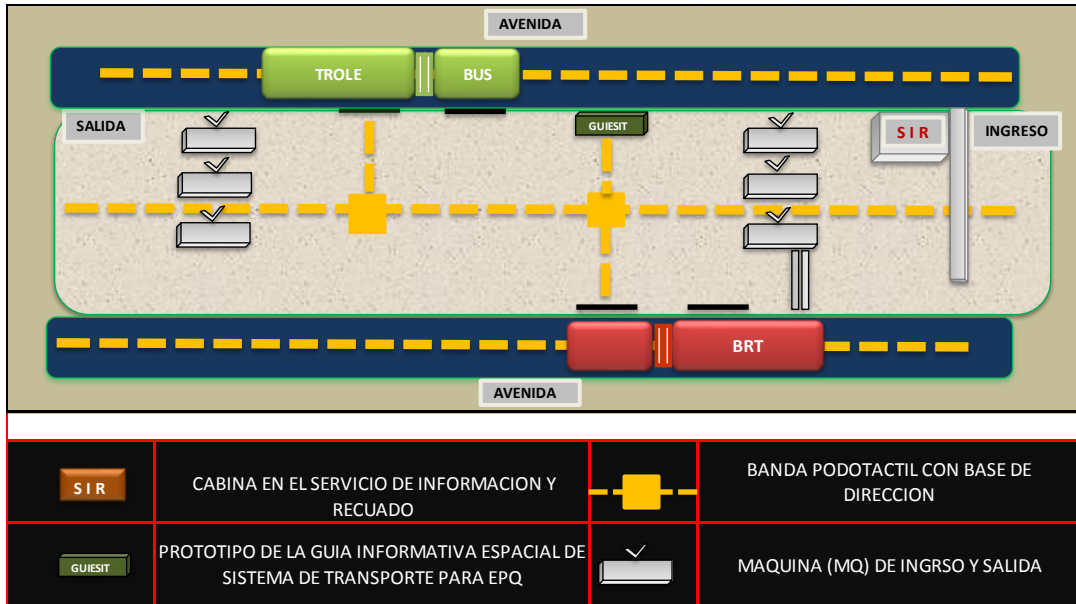 AVENIDA
TROLE
BUS
SALIDA
GUIESIT
S I R
INGRESO
BRT
AVENIDA
S I R
CABINA EN EL SERVICIO DE INFORMACION Y
RECUADO
BANDA PODOTACTIL CON BASE DE
DIRECCION
GUIESIT
PROTOTIPO DE LA GUIA INFORMATIVA ESPACIAL DE
SISTEMA DE TRANSPORTE PARA EPQ
MAQUINA (MQ) DE INGRSO Y SALIDA